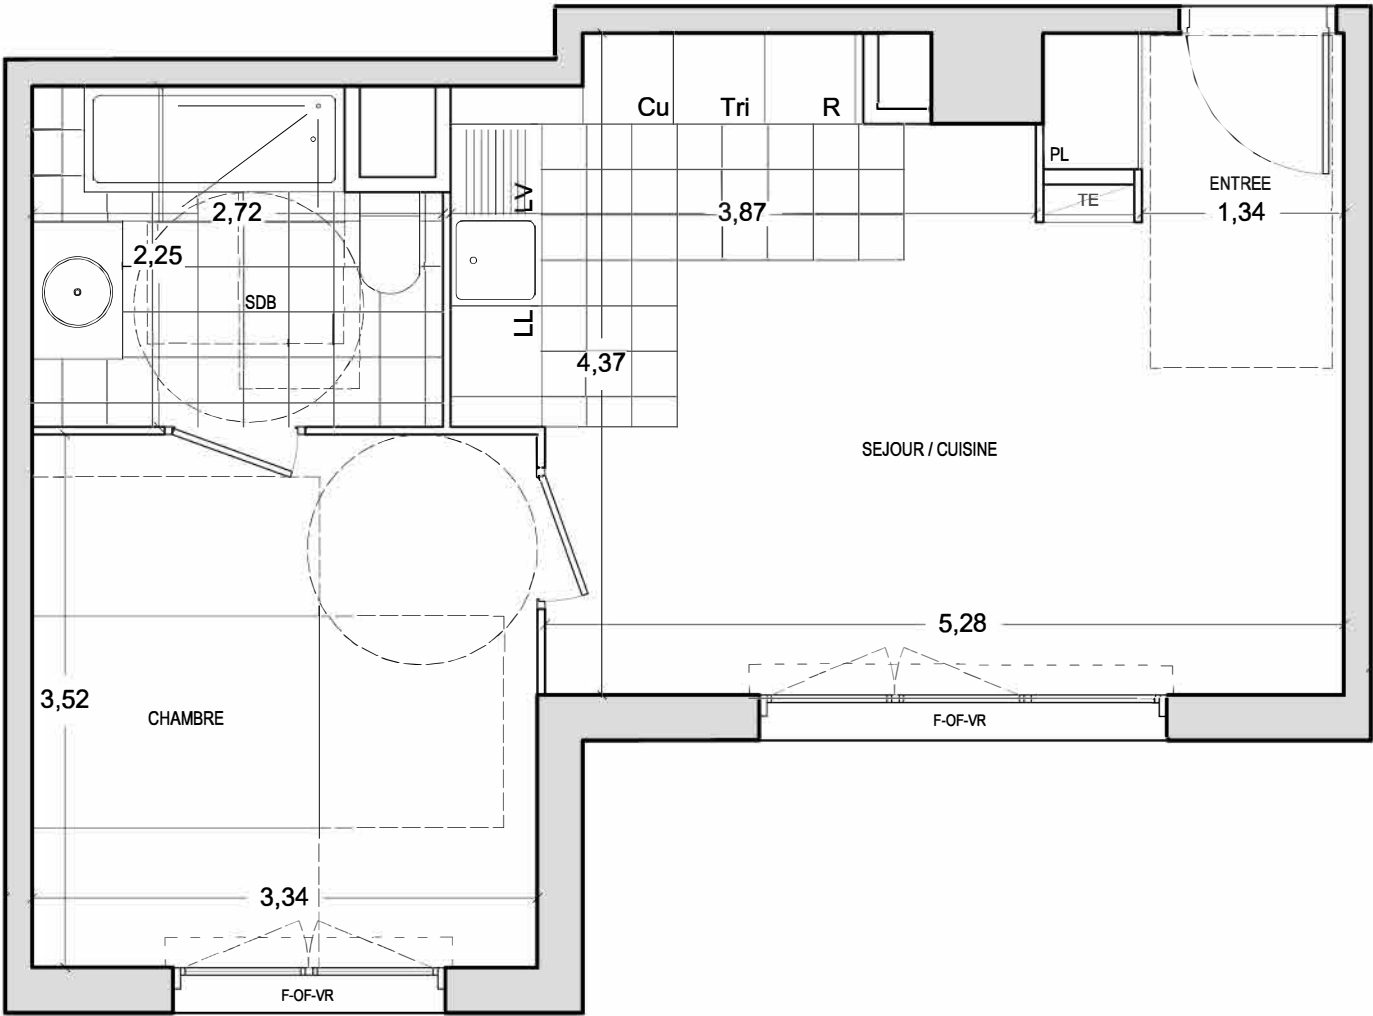 Cu Tri R
PL
ENTREE
TE
1,34
LV
3,87
2,72
2,25
SDB
LL
4,37
SEJOUR / CUISINE
5,28
3,52
CHAMBRE
F-OF-VR
3,34
F-OF-VR